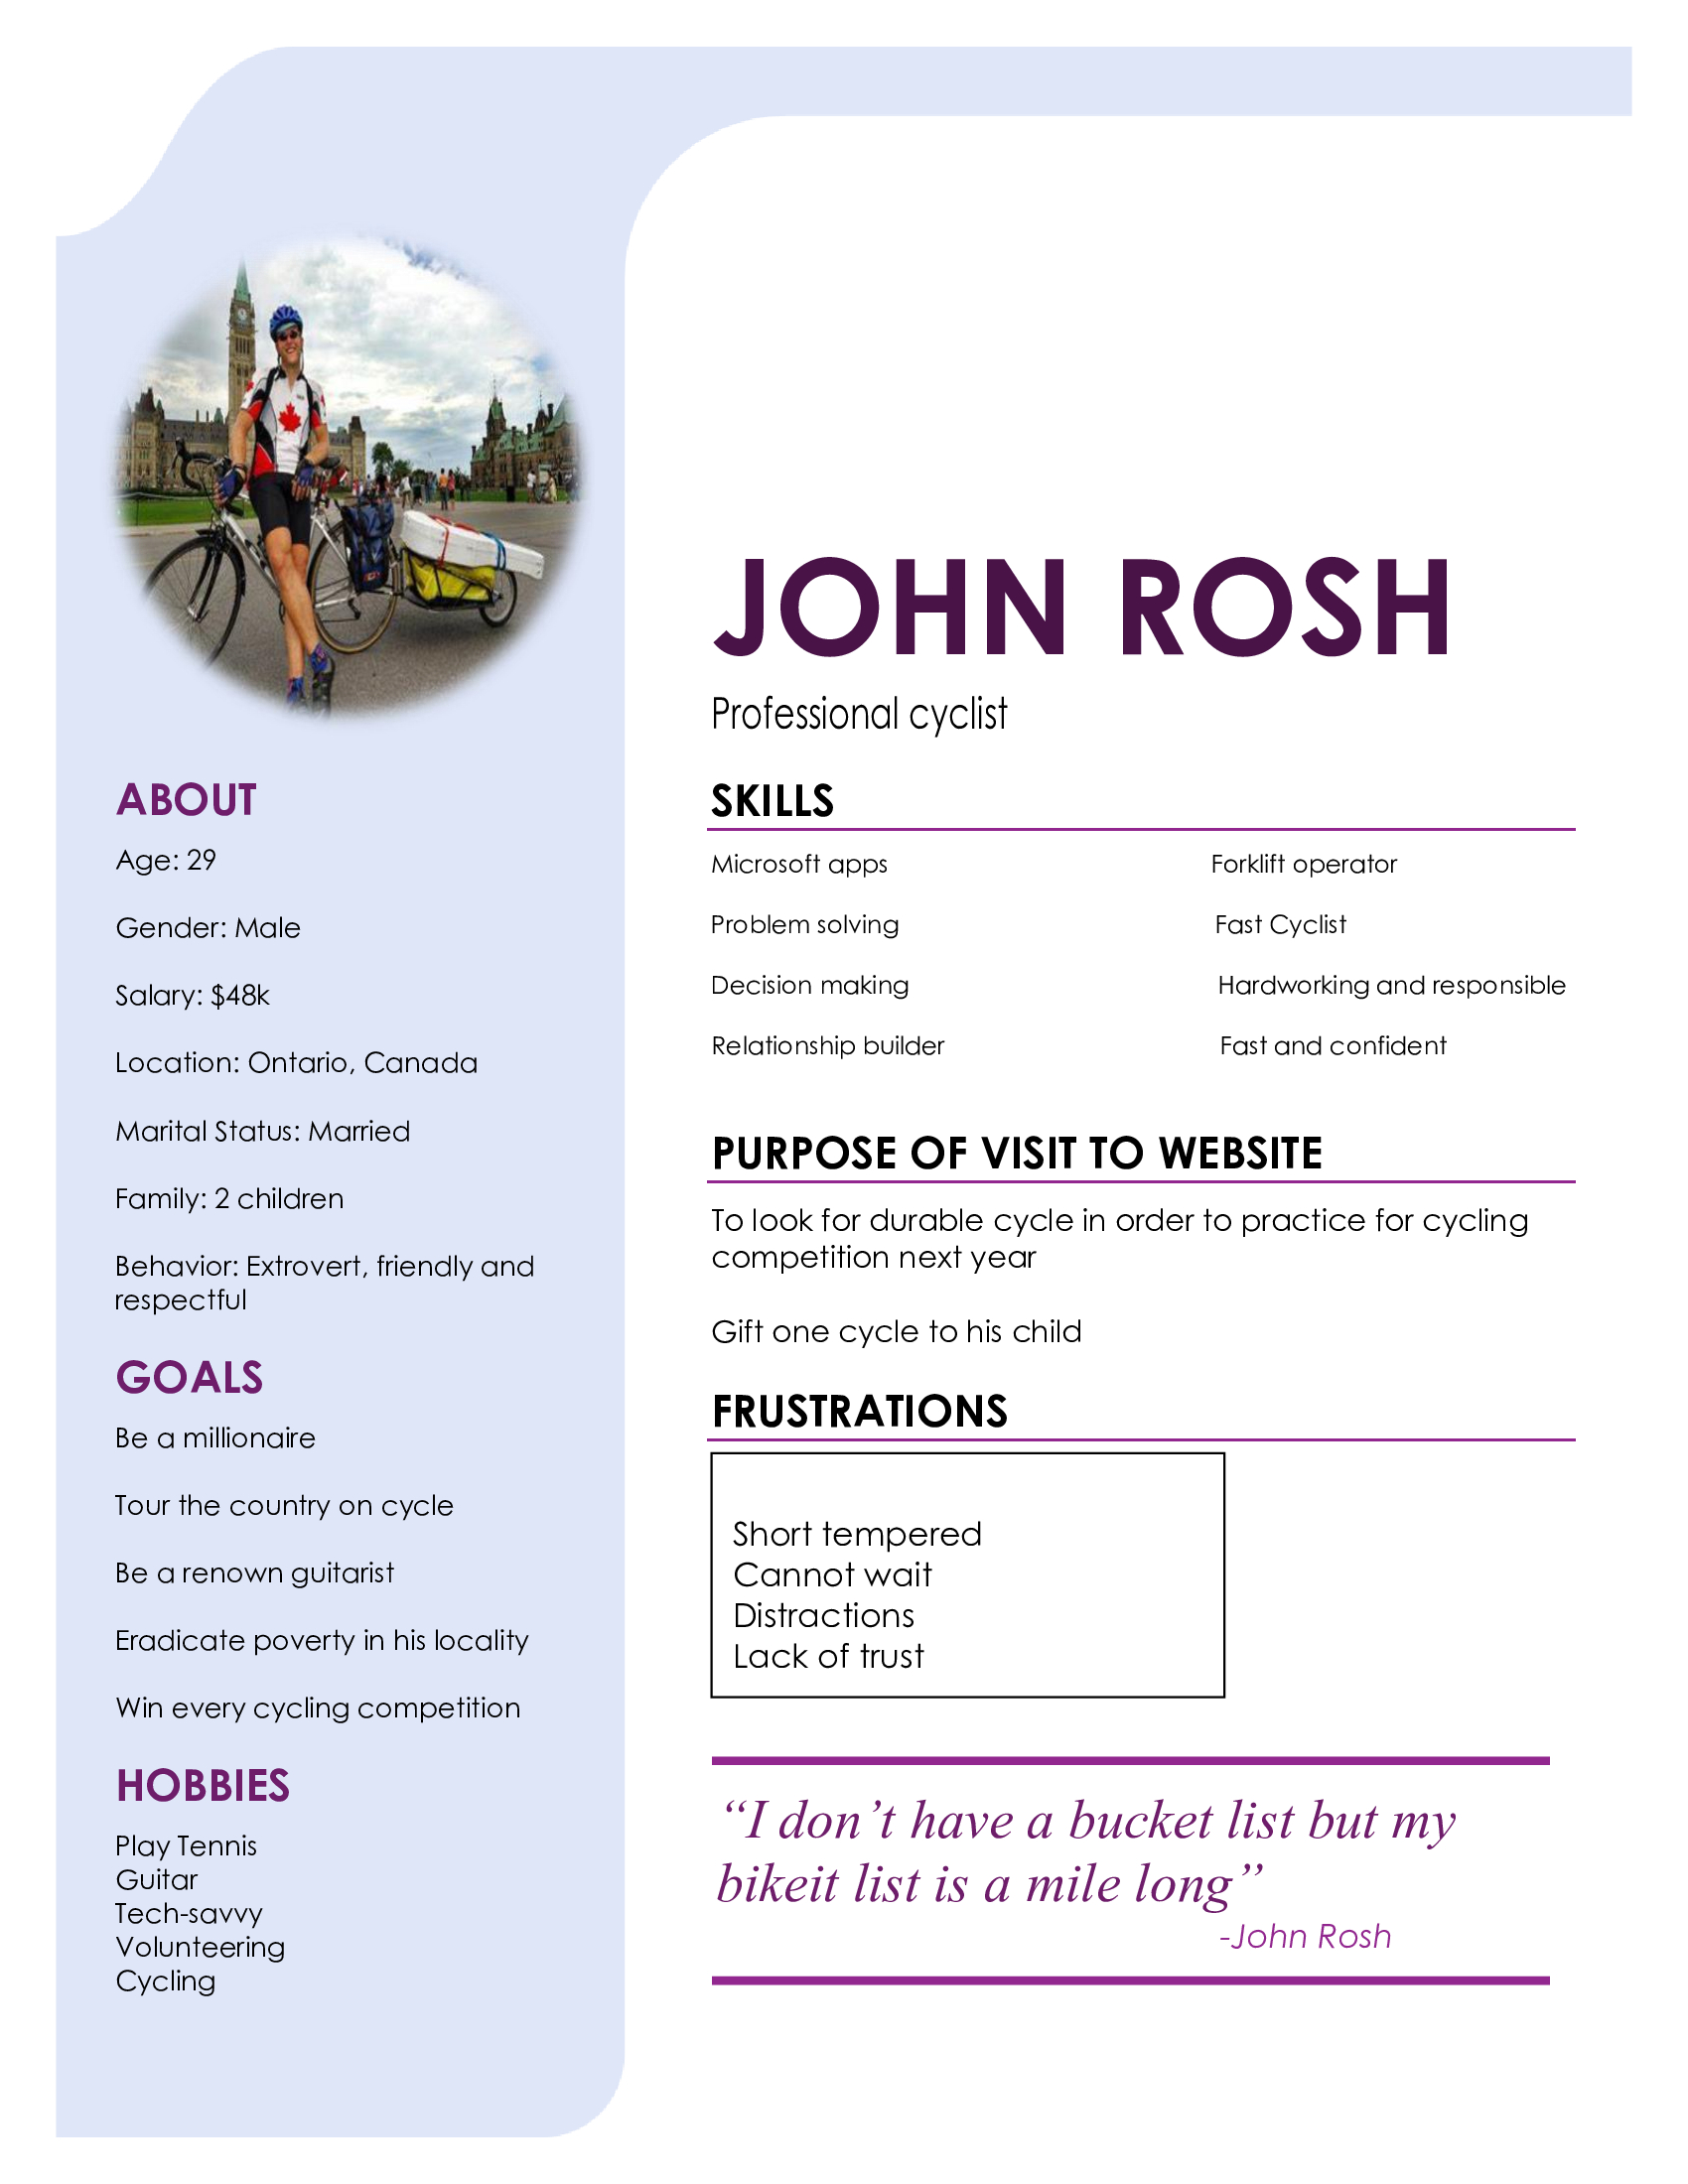 JOHN ROSH
Professional cyclist
ABOUT
Age: 29
Gender: Male
Salary: $48k
Location: Ontario, Canada
Marital Status: Married
Family: 2 children
Behavior: Extrovert, friendly and
respectful
GOALS
Be a millionaire
Tour the country on cycle
Be a renown guitarist
Eradicate poverty in his locality
Win every cycling competition
HOBBIES
Play Tennis
Guitar
Tech-savvy
Volunteering
Cycling
SKILLS
Microsoft apps Forklift operator
Problem solving Fast Cyclist
Decision making Hardworking and responsible
Relationship builder Fast and confident
PURPOSE OF VISIT TO WEBSITE
To look for durable cycle in order to practice for cycling
competition next year
Gift one cycle to his child
FRUSTRATIONS
Short tempered
Cannot wait
Distractions
Lack of trust
“I don’t have a bucket list but my
bikeit list is a mile long”
-John Rosh